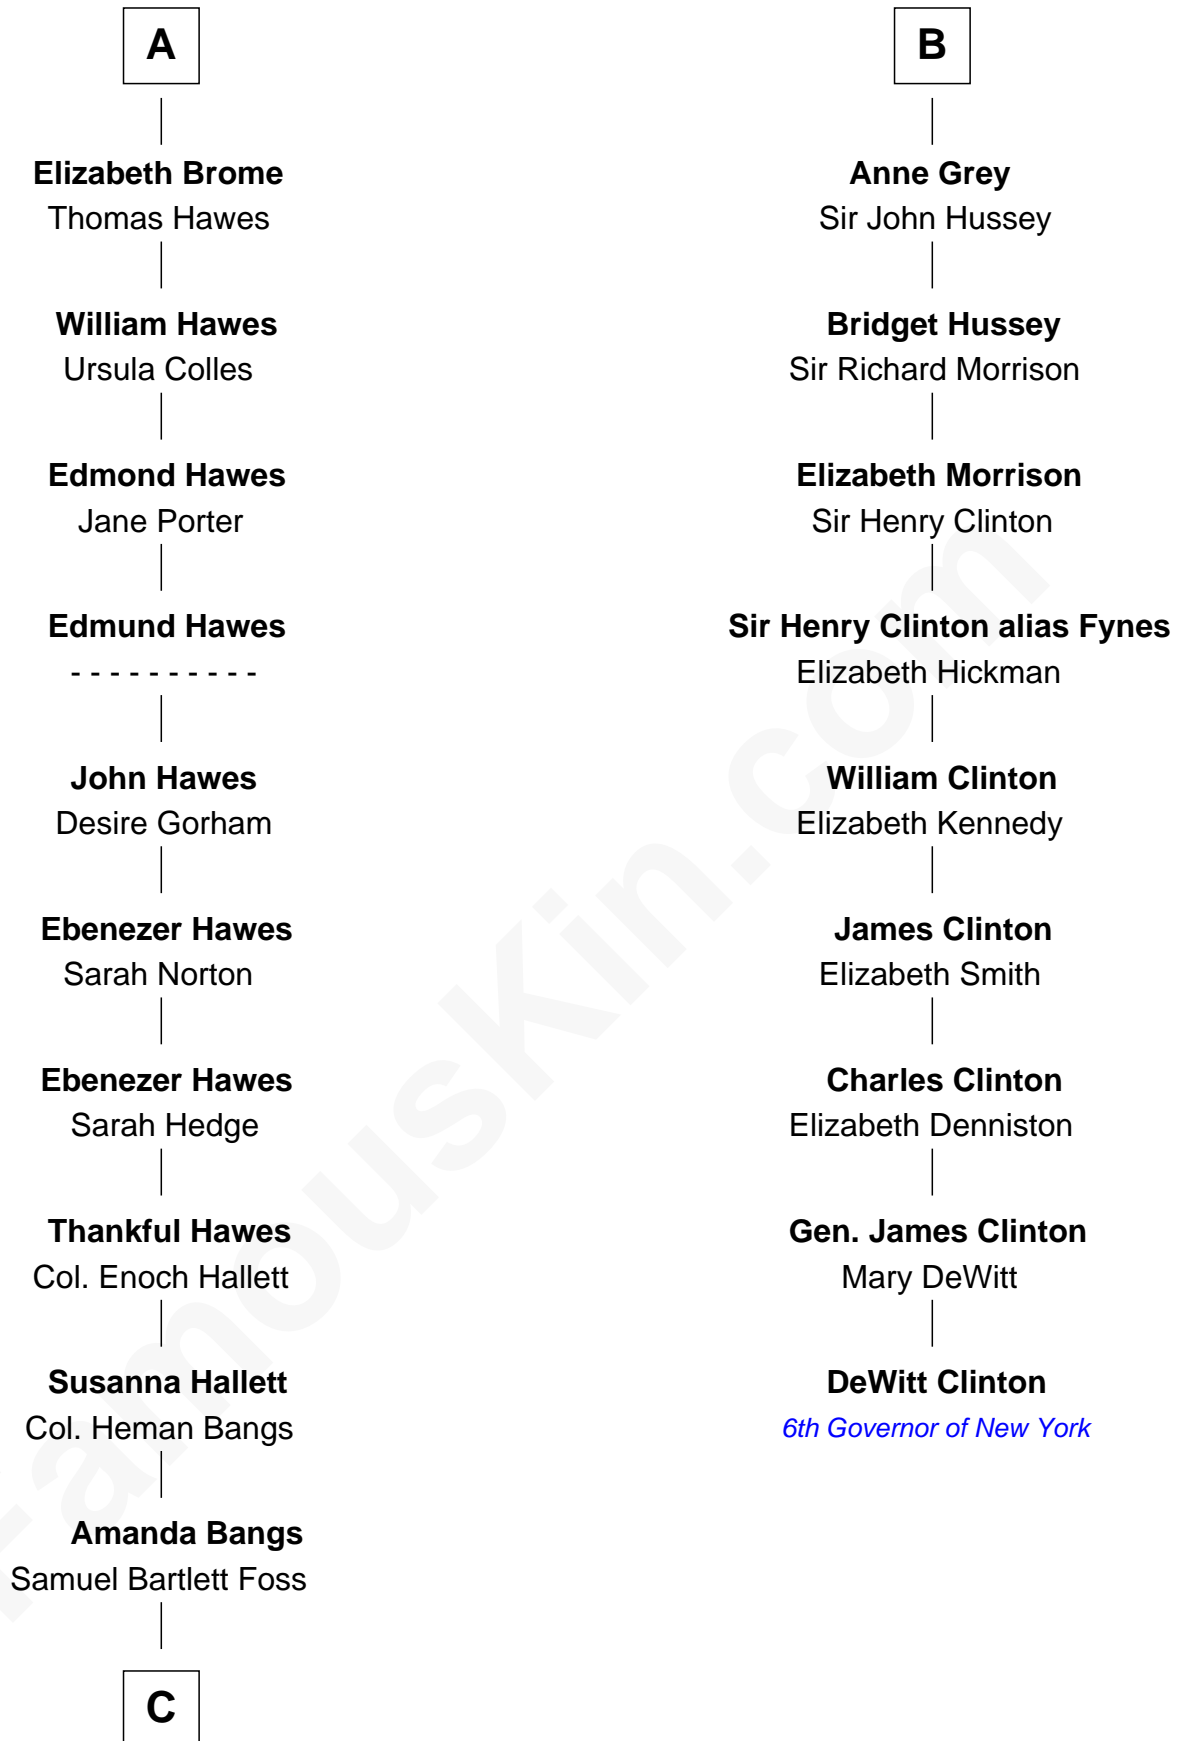 A
Elizabeth Brome
Thomas Hawes
William Hawes
Ursula Colles
Edmond Hawes
Jane Porter
Edmund Hawes
- - - - - - - - - -
John Hawes
Desire Gorham
Ebenezer Hawes
Sarah Norton
Ebenezer Hawes
Sarah Hedge
Thankful Hawes
Col. Enoch Hallett
Susanna Hallett
Col. Heman Bangs
Amanda Bangs
Samuel Bartlett Foss
C
B
Anne Grey
Sir John Hussey
Bridget Hussey
Sir Richard Morrison
Elizabeth Morrison
Sir Henry Clinton
Sir Henry Clinton alias Fynes
Elizabeth Hickman
William Clinton
Elizabeth Kennedy
James Clinton
Elizabeth Smith
Charles Clinton
Elizabeth Denniston
Gen. James Clinton
Mary DeWitt
DeWitt Clinton
6th Governor of New York
FamousKin.com